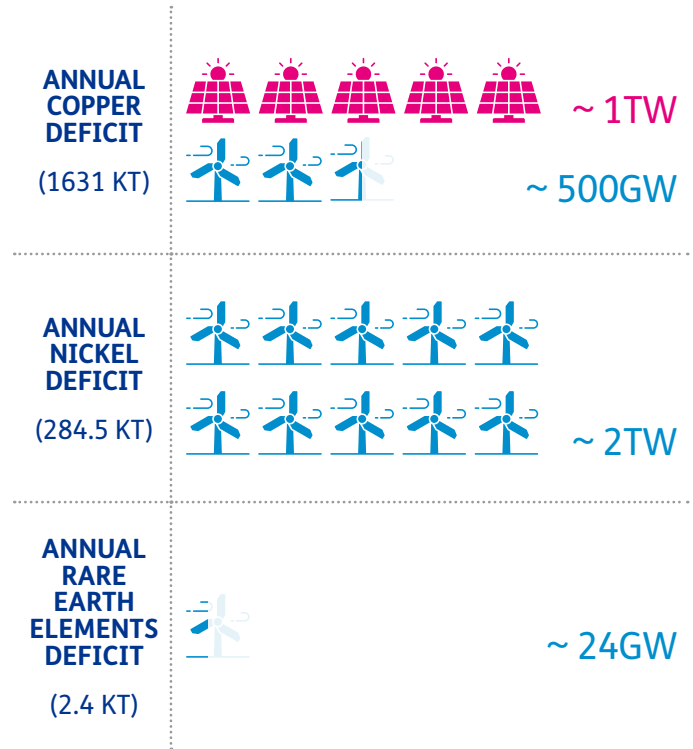 ANNUAL
COPPER
DEFICIT
(1631 KT)
~ 1TW
~ 500GW
ANNUAL
NICKEL
DEFICIT
(284.5 KT)
~ 2TW
ANNUAL
RARE
EARTH
ELEMENTS
DEFICIT
(2.4 KT)
~ 24GW